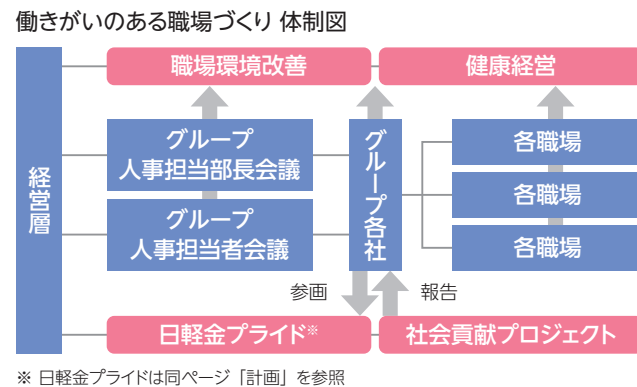 働きがいのある職場づくり 体制図
職場環境改善
健康経営
経営層
グループ
人事担当部長会議
グループ
人事担当者会議
グループ各社
各職場
各職場
各職場
参画
報告
日軽金プライド※
社会貢献プロジェクト
※ 日軽金プライドは同ページ「計画」を参照